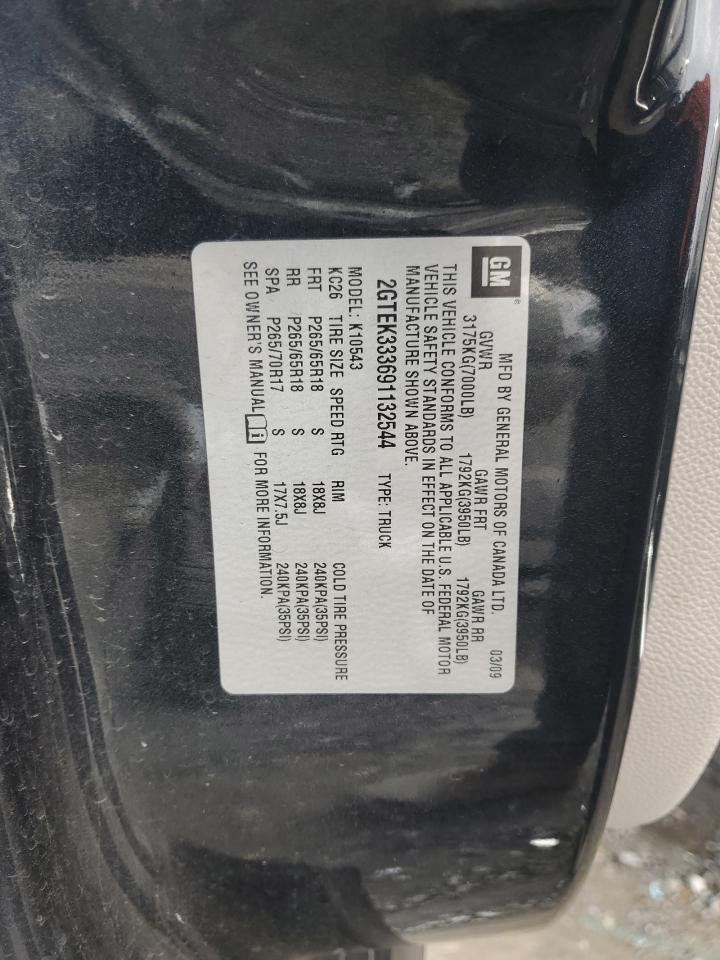 GM®
MFD BY GENERAL MOTORS OF CANADA LTD. 03/09
GVWR GAWR FRT GAWR RR
3175KG(7000LB) 1792KG(3950LB) 1792KG(3950LB)
THIS VEHICLE CONFORMS TO ALL APPLICABLE U.S. FEDERAL MOTOR
VEHICLE SAFETY STANDARDS IN EFFECT ON THE DATE OF
MANUFACTURE SHOWN ABOVE.
2GTEK333691132544 TYPE: TRUCK
MODEL: K10543
KC26 TIRE SIZE SPEED RTG RIM COLD TIRE PRESSURE
FRT P265/65R18 S 18X8J 240KPA(35PSI)
RR P265/65R18 S 18X8J 240KPA(35PSI)
SPA P265/70R17 S 17X7.5J 240KPA(35PSI)
SEE OWNER'S MANUAL i FOR MORE INFORMATION.